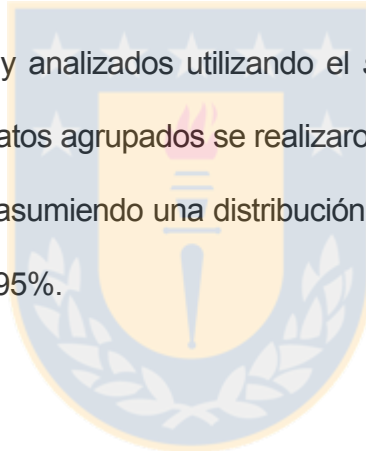 y analizados utilizando el
atos agrupados se realizaro
asumiendo una distribución
95%.